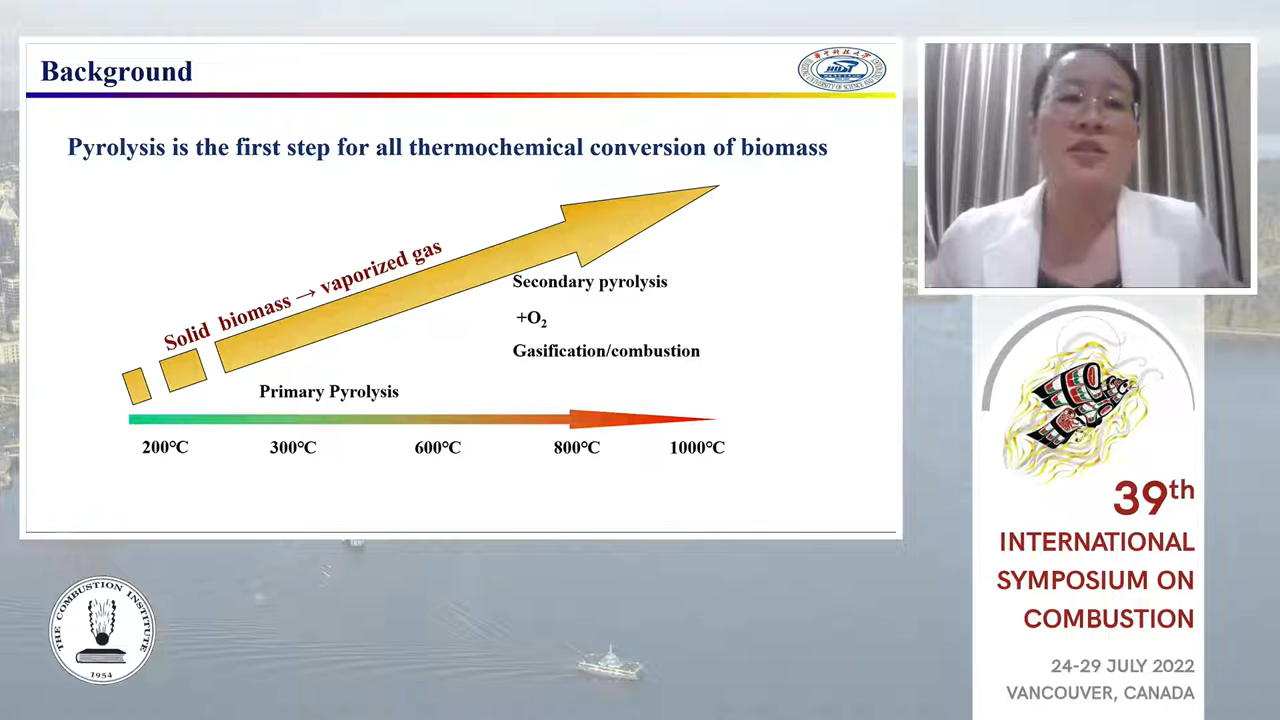 Background
HUST
Pyrolysis is the first step for all thermochemical conversion of biomass
Solid biomass → vaporized gas
Secondary pyrolysis
+O₂
Gasification/combustion
Primary Pyrolysis
200℃ 300℃ 600℃ 800℃ 1000℃
39th
INTERNATIONAL
SYMPOSIUM ON
COMBUSTION
24-29 JULY 2022
VANCOUVER, CANADA
THE COMBUSTION INSTITUTE
1954